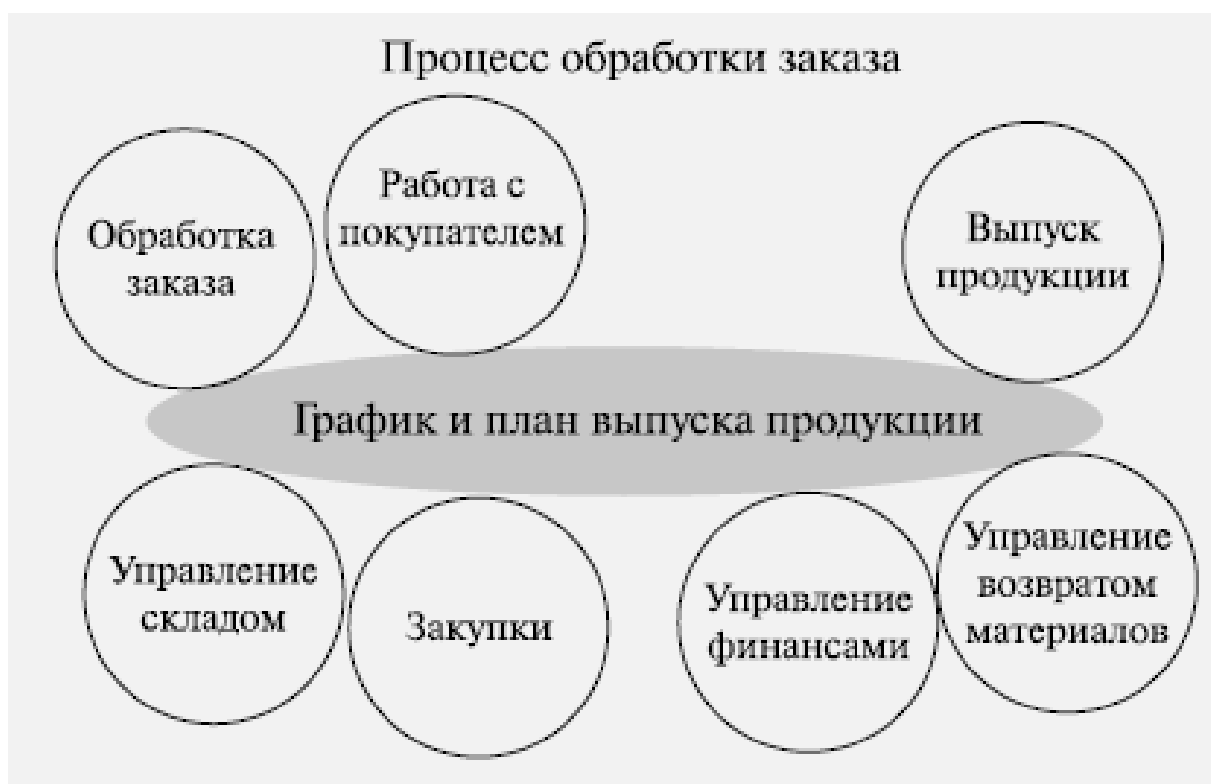 Процесс обработки заказа
Обработка
заказа
Работа с
покупателем
Выпуск
продукции
График и план выпуска продукции
Управление
складом
Закупки
Управление
финансами
Управление
возвратом
материалов